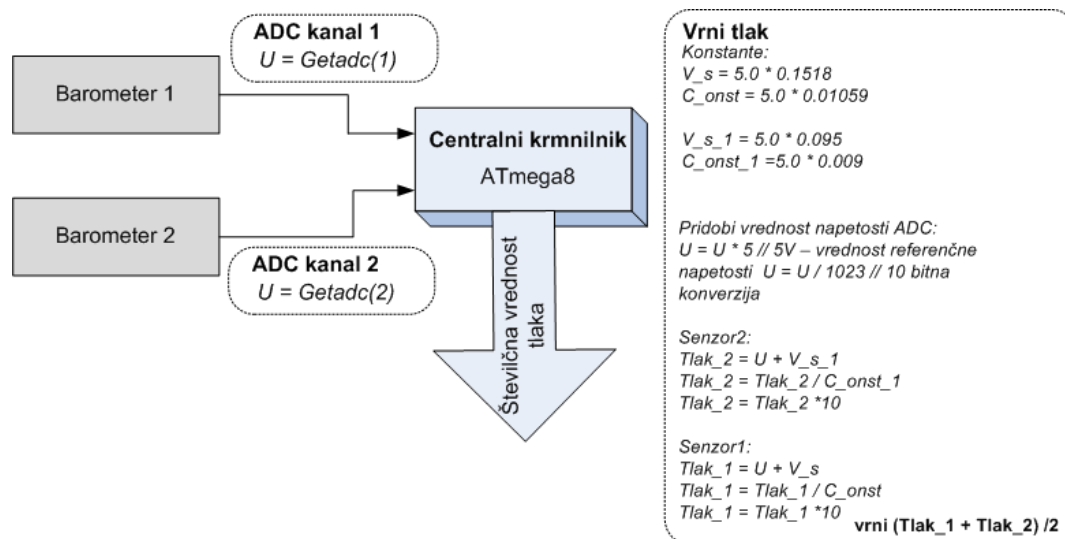 ADC kanal 1
U = Getadc(1)
Barometer 1
Centralni krmnilnik
ATmega8
Barometer 2
ADC kanal 2
U = Getadc(2)
Številčna vrednost
tlaka
Vrni tlak
Konstante:
V_s = 5.0 * 0.1518
C_onst = 5.0 * 0.01059
V_s_1 = 5.0 * 0.095
C_onst_1 =5.0 * 0.009
Pridobi vrednost napetosti ADC:
U = U * 5 // 5V – vrednost referenčne
napetosti U = U / 1023 // 10 bitna
konverzija
Senzor2:
Tlak_2 = U + V_s_1
Tlak_2 = Tlak_2 / C_onst_1
Tlak_2 = Tlak_2 *10
Senzor1:
Tlak_1 = U + V_s
Tlak_1 = Tlak_1 / C_onst
Tlak_1 = Tlak_1 *10
vrni (Tlak_1 + Tlak_2) /2